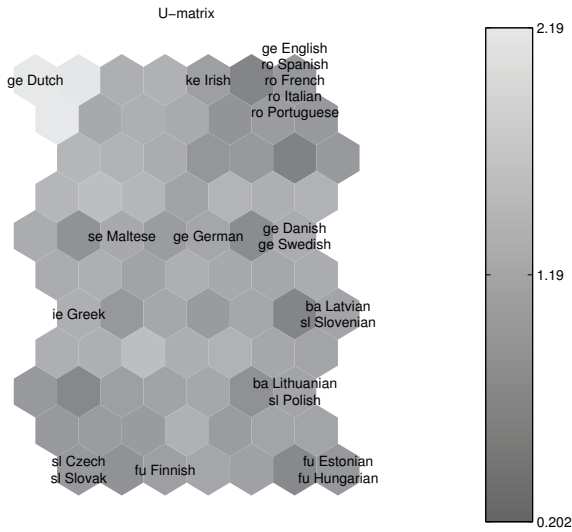 U−matrix
ge English
ro Spanish
ge Dutch
ke Irish
ro French
ro Italian
ro Portuguese
se Maltese
ge German
ge Danish
ge Swedish
ie Greek
ba Latvian
sl Slovenian
ba Lithuanian
sl Polish
sl Czech
sl Slovak
fu Finnish
fu Estonian
fu Hungarian
2.19
1.19
0.202